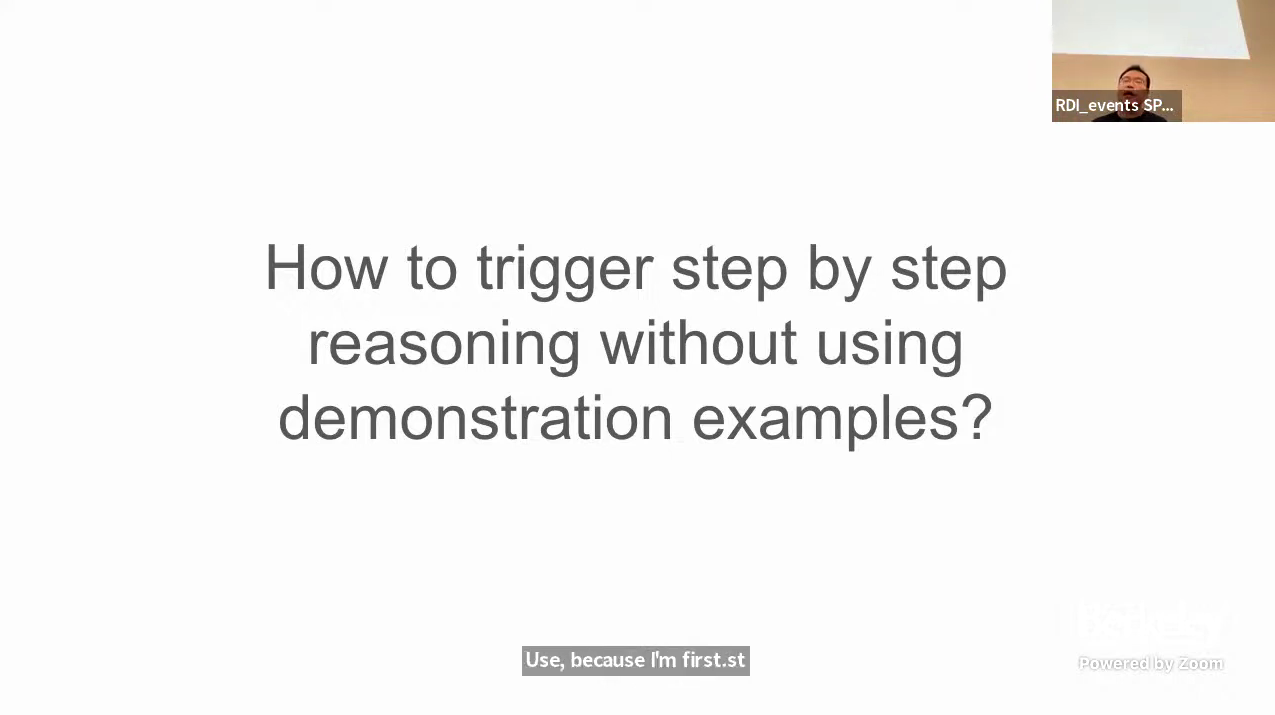 RDI_events SP...
How to trigger step by step
reasoning without using
demonstration examples?
Use, because I'm first.st
Powered by Zoom